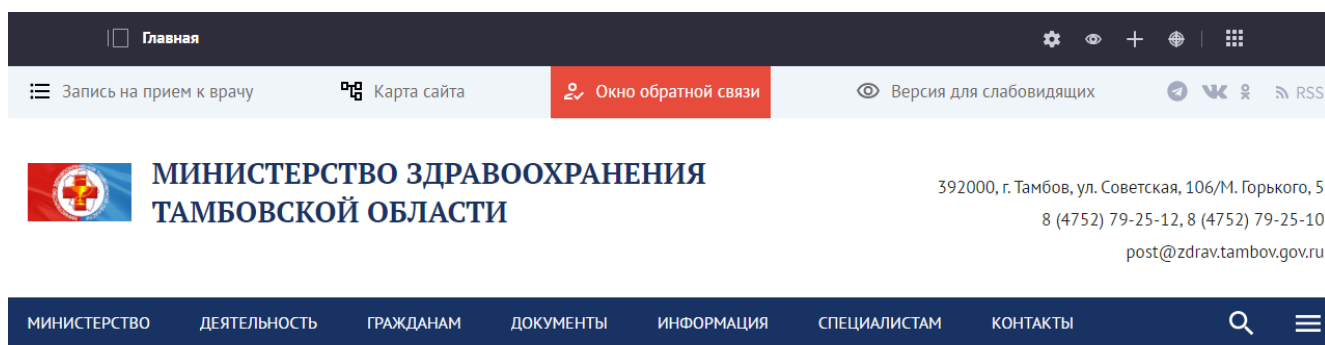 Главная
Запись на прием к врачу Карта сайта Окно обратной связи Версия для слабовидящих RSS
МИНИСТЕРСТВО ЗДРАВООХРАНЕНИЯ
ТАМБОВСКОЙ ОБЛАСТИ
392000, г. Тамбов, ул. Советская, 106/М. Горького, 5
8 (4752) 79-25-12, 8 (4752) 79-25-10
post@zdrav.tambov.gov.ru
МИНИСТЕРСТВО ДЕЯТЕЛЬНОСТЬ ГРАЖДАНАМ ДОКУМЕНТЫ ИНФОРМАЦИЯ СПЕЦИАЛИСТАМ КОНТАКТЫ